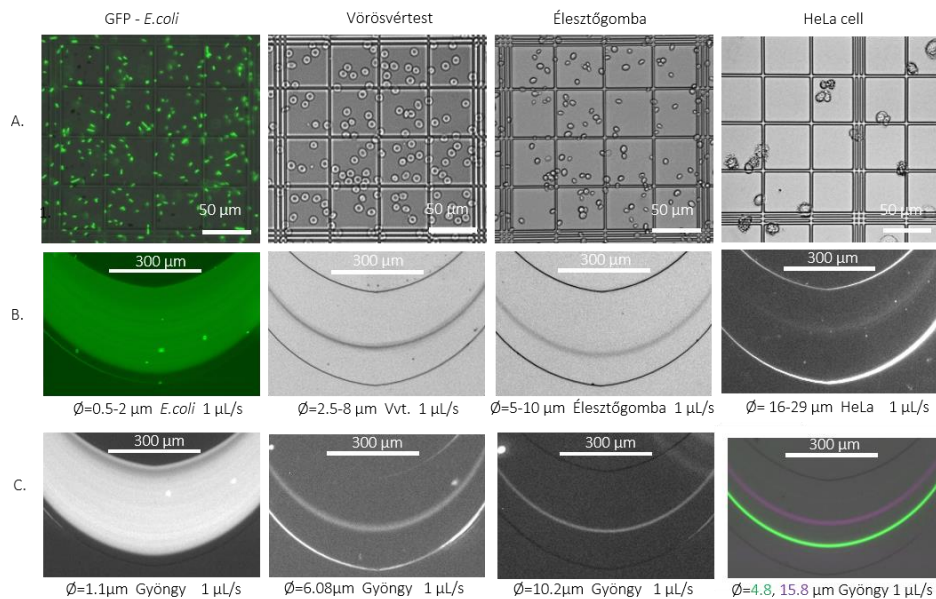 GFP - E.coli Vörösvértest Élesztőgomba HeLa cell
A.
1.
50 µm 50 µm 50 µm 50 µm
300 µm 300 µm 300 µm 300 µm
B.
Ø=0.5-2 µm E.coli 1 µL/s Ø=2.5-8 µm Vvt. 1 µL/s Ø=5-10 µm Élesztőgomba 1 µL/s Ø= 16-29 µm HeLa 1 µL/s
300 µm 300 µm 300 µm 300 µm
C.
Ø=1.1µm Gyöngy 1 µL/s Ø=6.08µm Gyöngy 1 µL/s Ø=10.2µm Gyöngy 1 µL/s Ø=4.8, 15.8 µm Gyöngy 1 µL/s